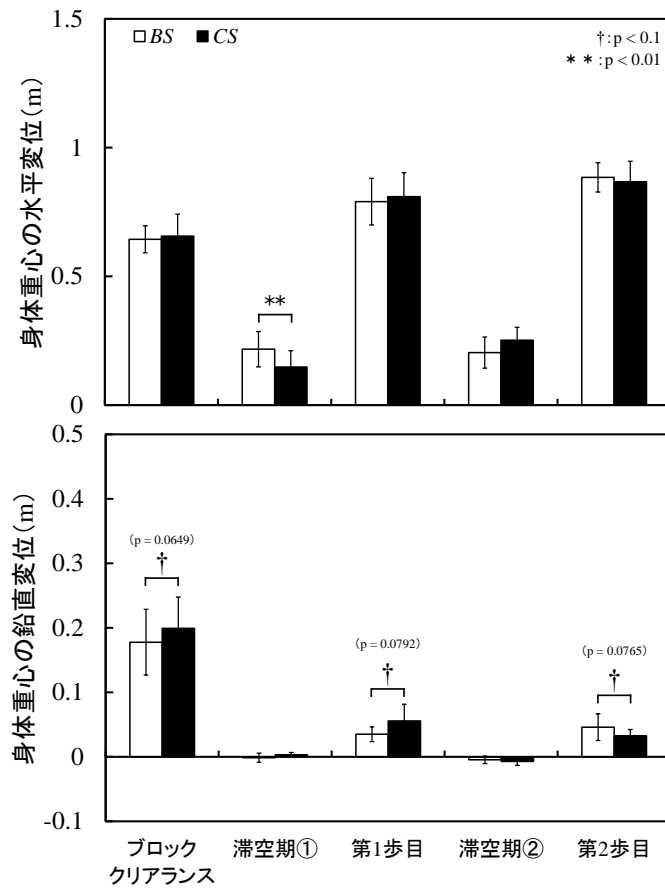 1.5
BS CS
†:p < 0.1
**:p < 0.01
1
身体重心の水平変位(m)
0.5
**
0
0.5
0.4
身体重心の鉛直変位(m)
0.3
(p = 0.0649)
†
0.2
(p = 0.0792)
†
(p = 0.0765)
†
0.1
0
-0.1
ブロック
クリアランス
滞空期①
第1歩目
滞空期②
第2歩目